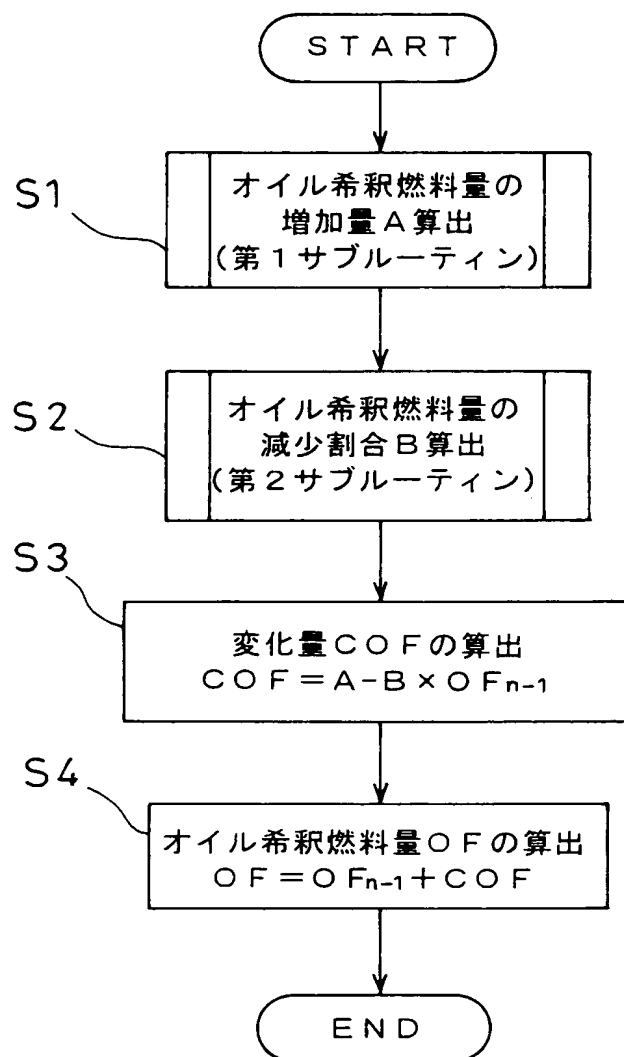 START
S1
オイル希釈燃料量の
増加量A算出
(第1サブルーティン)
S2
オイル希釈燃料量の
減少割合B算出
(第2サブルーティン)
S3
変化量COFの算出
COF=A-B×OFn-1
S4
オイル希釈燃料量OFの算出
OF=OFn-1+COF
END